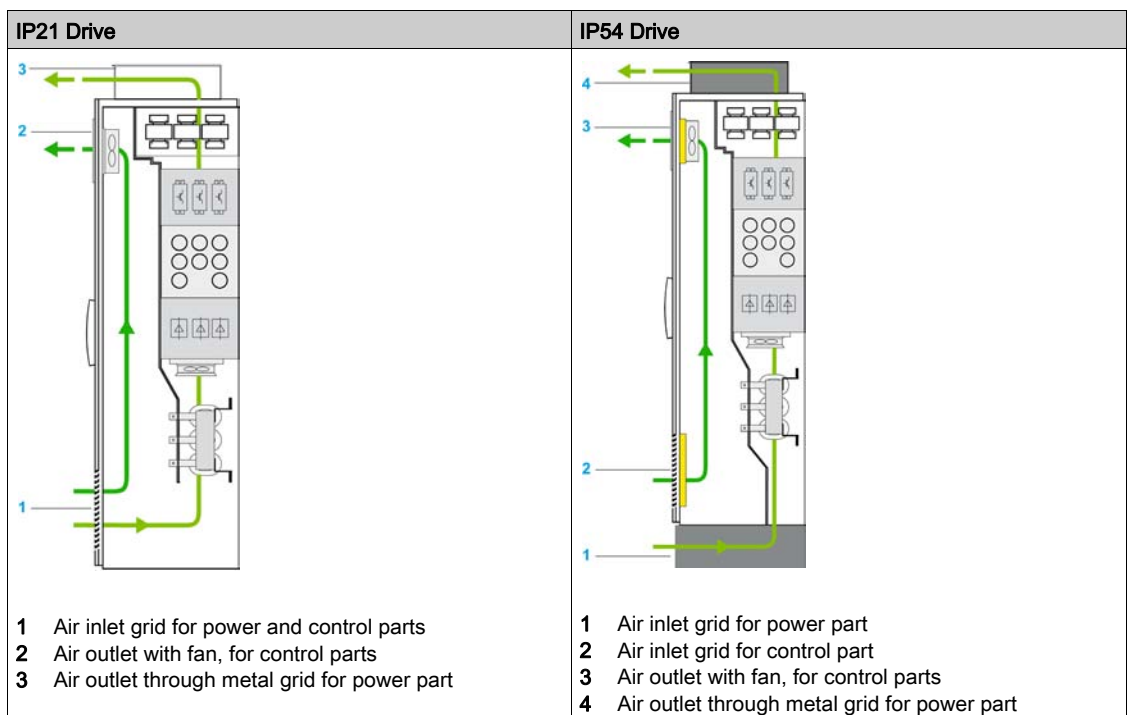 IP21 Drive
3
2
1
1 Air inlet grid for power and control parts
2 Air outlet with fan, for control parts
3 Air outlet through metal grid for power part
IP54 Drive
4
3
2
1
1 Air inlet grid for power part
2 Air inlet grid for control part
3 Air outlet with fan, for control parts
4 Air outlet through metal grid for power part